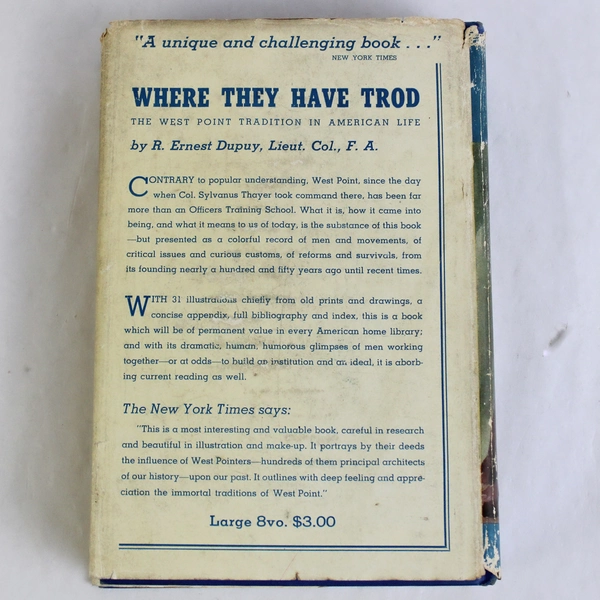 "A unique and challenging book . . ."
NEW YORK TIMES
WHERE THEY HAVE TROD
THE WEST POINT TRADITION IN AMERICAN LIFE
by R. Ernest Dupuy, Lieut. Col., F. A.
CONTRARY to popular understanding, West Point, since the day
when Col. Sylvanus Thayer took command there, has been far
more than an Officers Training School. What it is, how it came into
being, and what it means to us of today, is the substance of this book
—but presented as a colorful record of men and movements, of
critical issues and curious customs, of reforms and survivals, from
its founding nearly a hundred and fifty years ago until recent times.
WITH 31 illustrations chiefly from old prints and drawings, a
concise appendix, full bibliography and index, this is a book
which will be of permanent value in every American home library;
and with its dramatic, human, humorous glimpses of men working
together—or at odds—to build an institution and an ideal, it is absorb-
ing current reading as well.
The New York Times says:
"This is a most interesting and valuable book, careful in research
and beautiful in illustration and make-up. It portrays by their deeds
the influence of West Pointers—hundreds of them principal architects
of our history—upon our past. It outlines with deep feeling and appre-
ciation the immortal traditions of West Point."
Large 8vo. $3.00